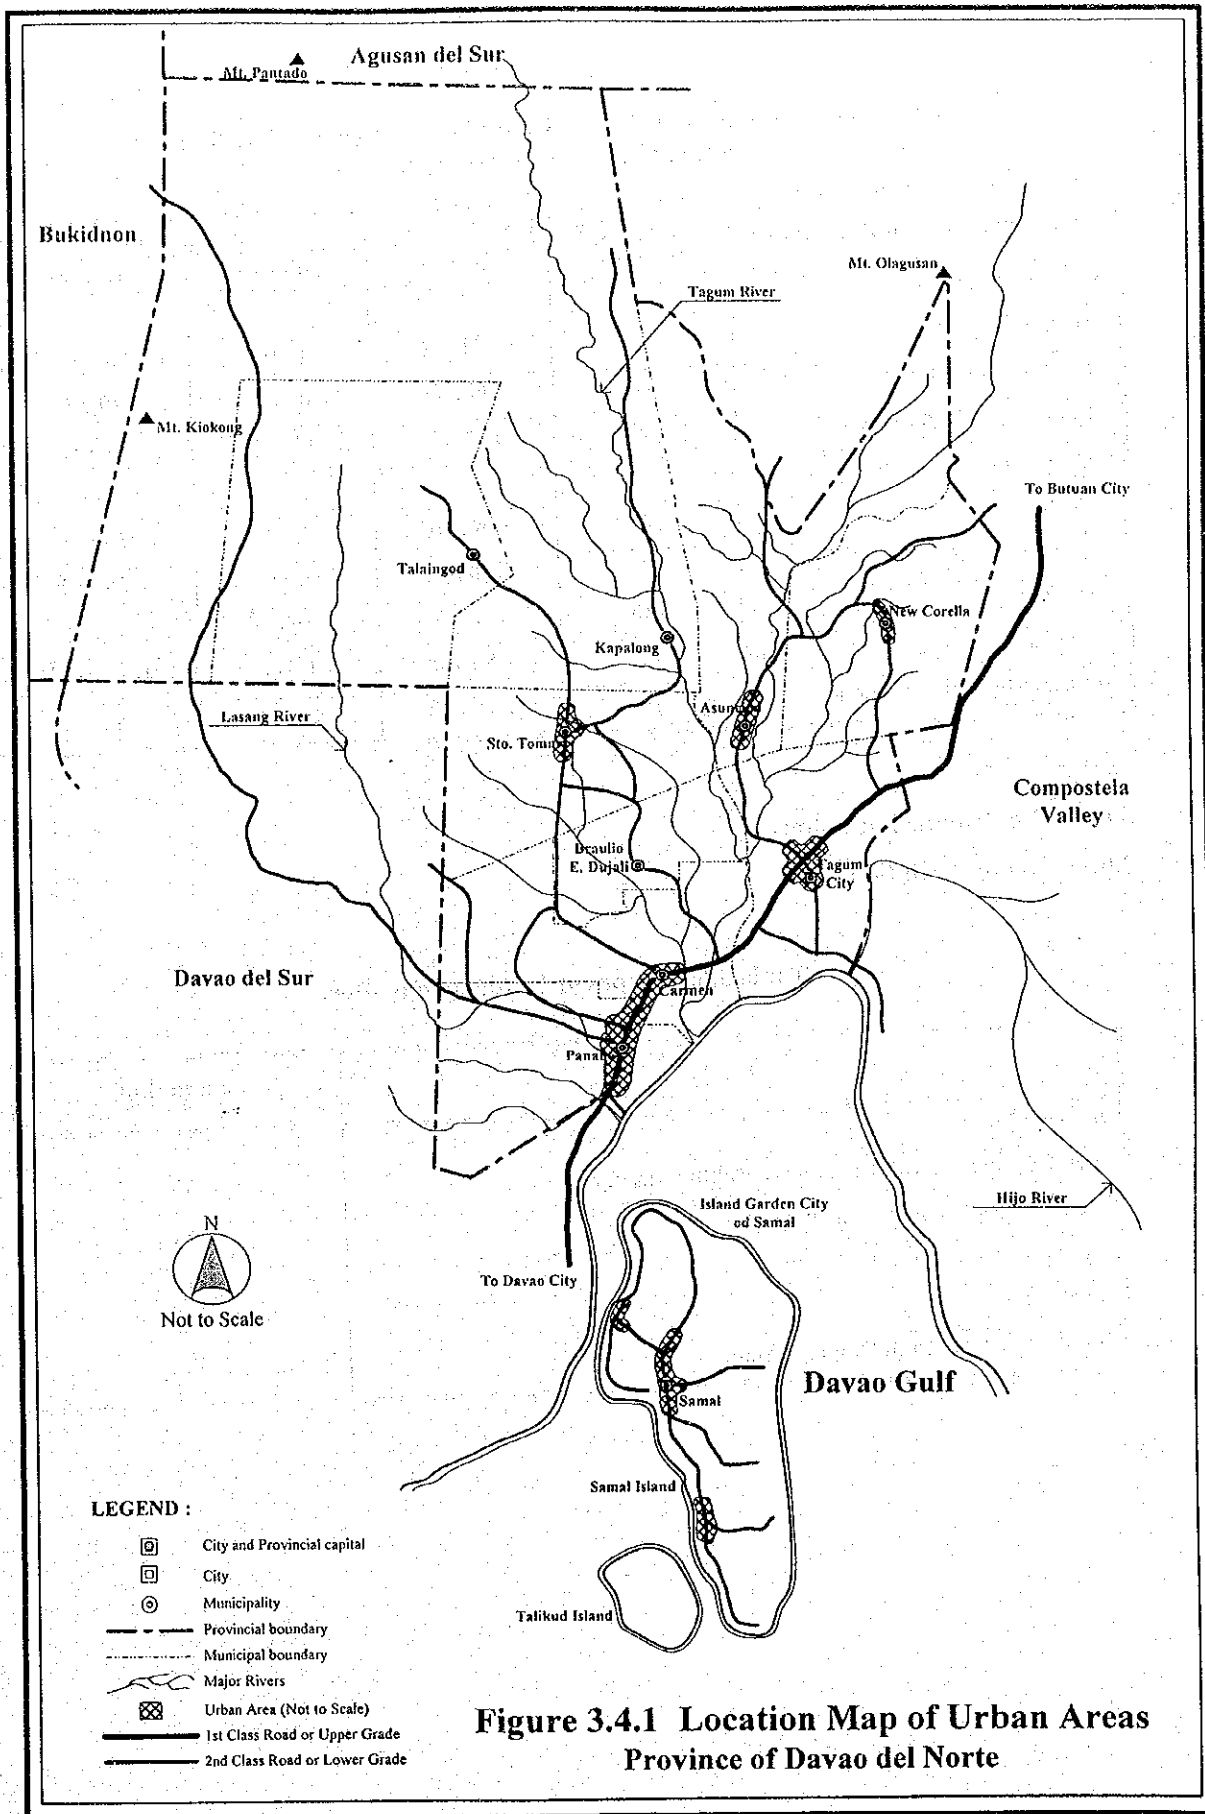 Agusan del Sur
Mt. Pantado
Bukidnon
Mt. Olagusan
Tagum River
Mt. Kiokong
To Butuan City
Talaingod
New Corella
Kapalong
Lasang River
Sto. Tom
Compostela
Valley
Braulio
E. Dujali
Tagum
City
Davao del Sur
Carmen
Island Garden City
od Samal
Hijo River
N
Not to Scale
To Davao City
Davao Gulf
Samal
Samal Island
Talikud Island
LEGEND :
City and Provincial capital
City
Municipality
Provincial boundary
Municipal boundary
Major Rivers
Urban Area (Not to Scale)
1st Class Road or Upper Grade
2nd Class Road or Lower Grade
Figure 3.4.1 Location Map of Urban Areas
Province of Davao del Norte